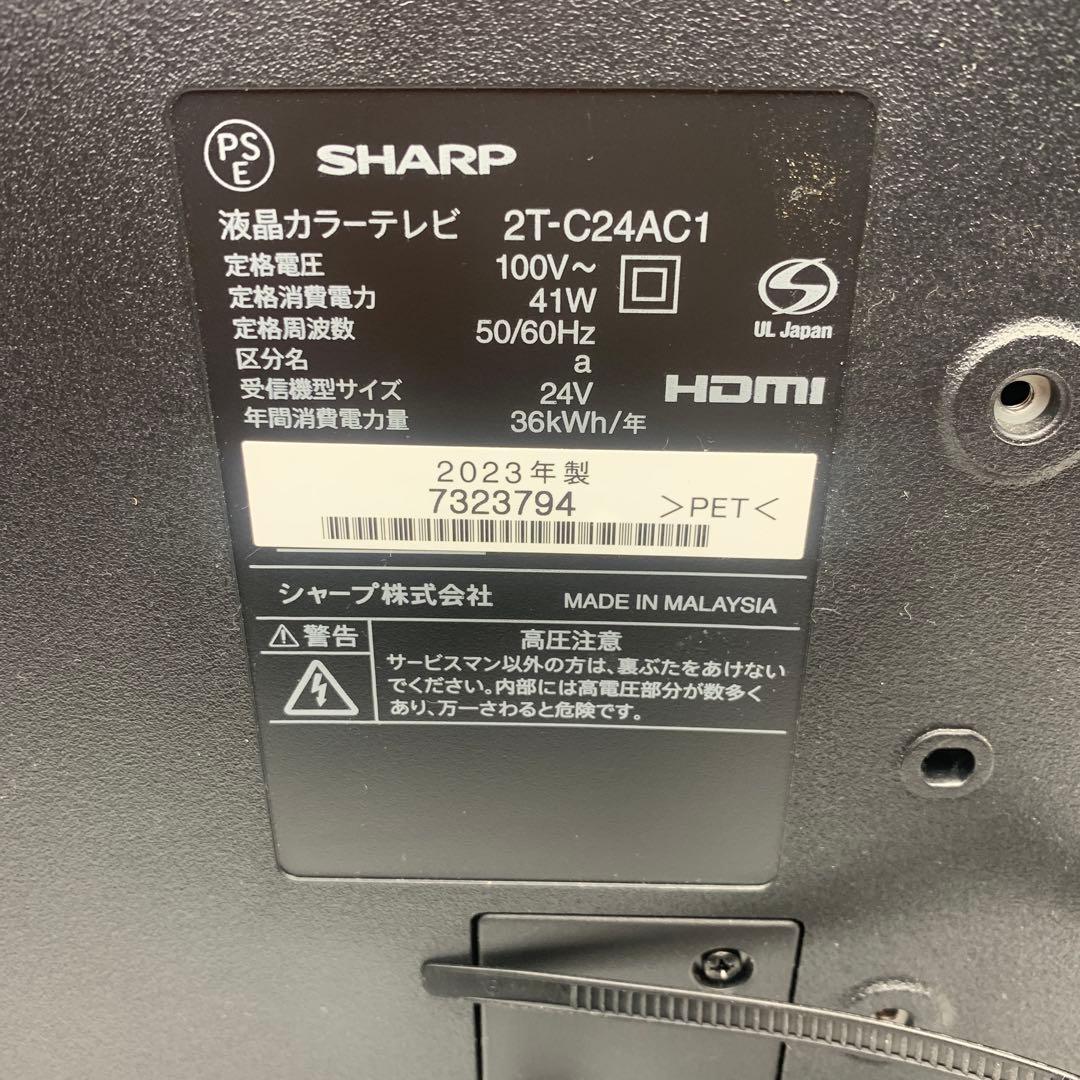 PSE
SHARP
液晶カラーテレビ 2T-C24AC1
定格電圧 100V～
定格消費電力 41W
定格周波数 50/60Hz
UL Japan
区分名 a
受信機型サイズ 24V
HDMI
年間消費電力量 36kWh/年
2023年製
7323794 ＞PET＜
シャープ株式会社 MADE IN MALAYSIA
⚠警告
高圧注意
サービスマン以外の方は、裏ぶたをあけない
でください。内部には高電圧部分が数多く
あり、万一さわると危険です。